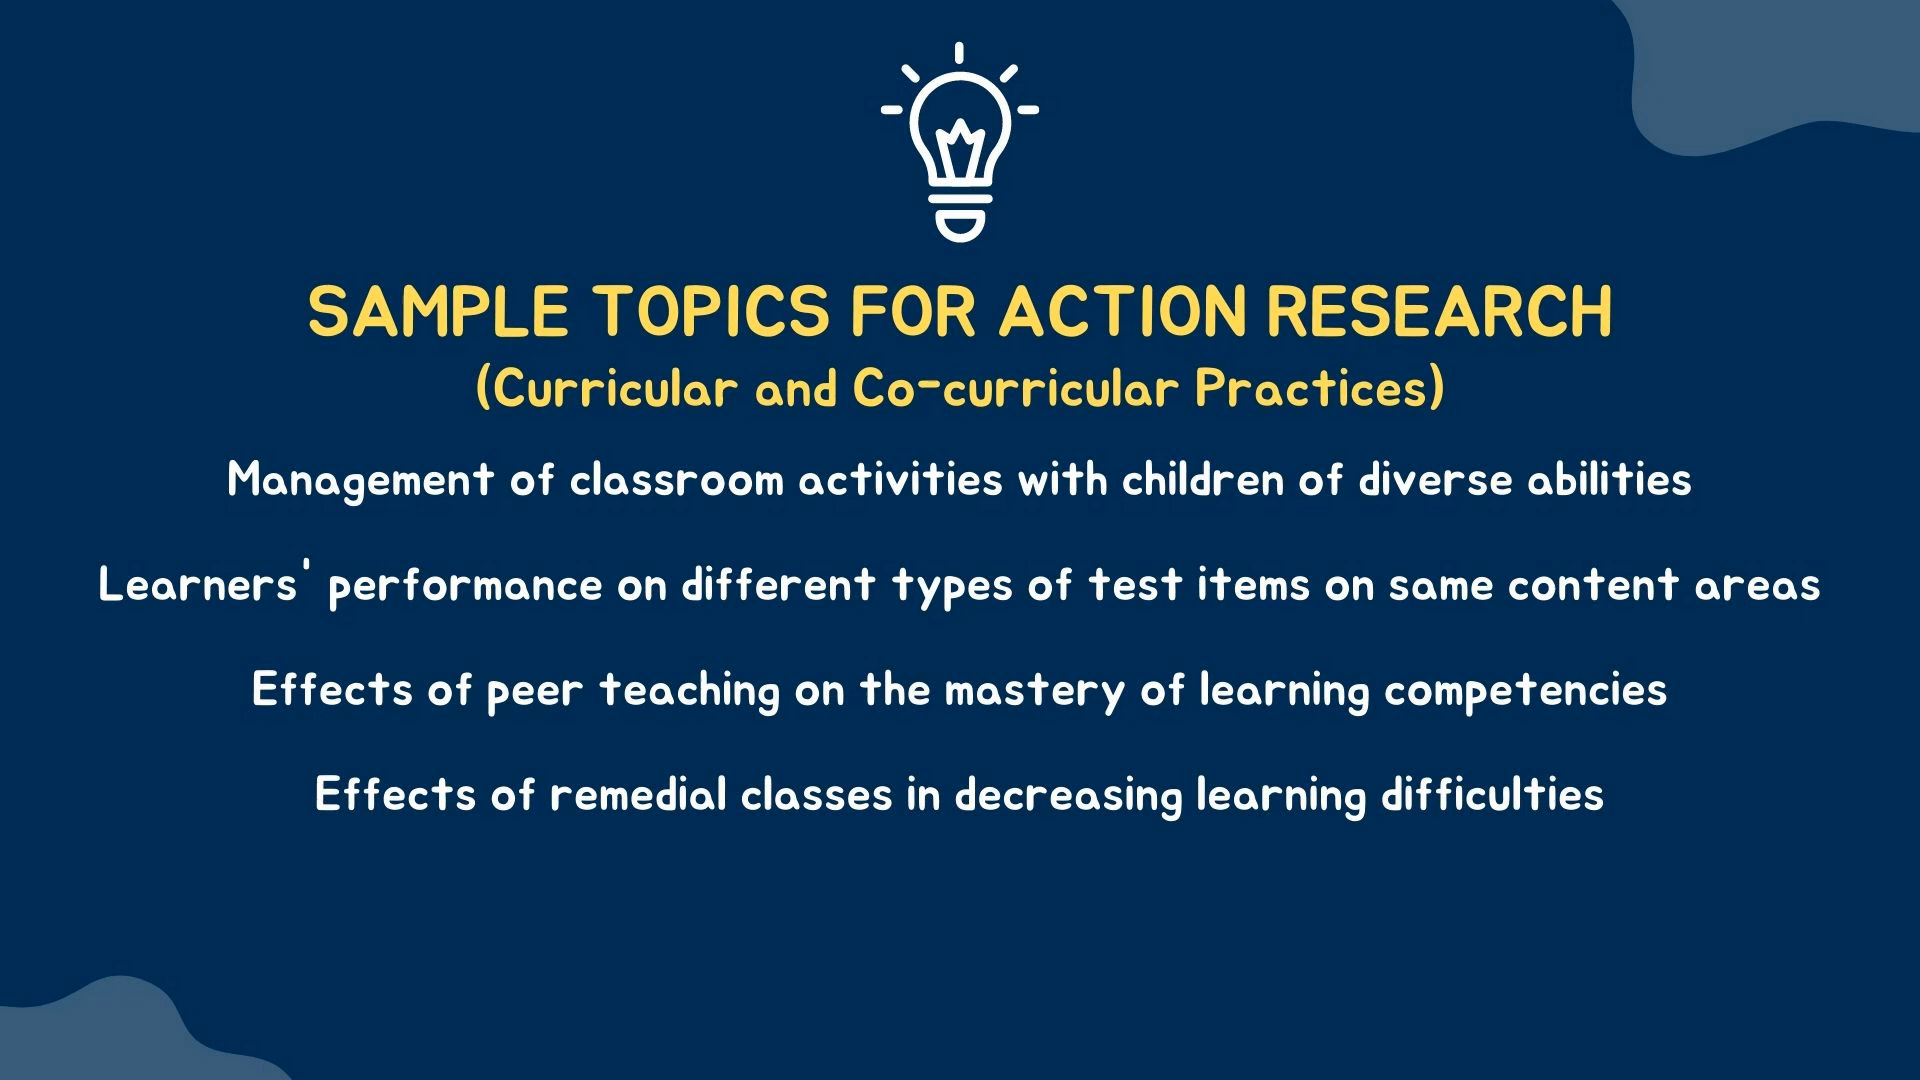 SAMPLE TOPICS FOR ACTION RESEARCH
(Curricular and Co-curricular Practices)
Management of classroom activities with children of diverse abilities
Learners' performance on different types of test items on same content areas
Effects of peer teaching on the mastery of learning competencies
Effects of remedial classes in decreasing learning difficulties